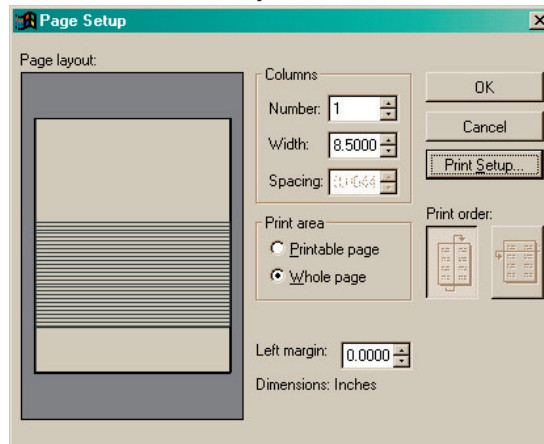 Page Setup
Page layout:
Columns
Number: 1
Width: 8.5000
Spacing:
Print area
Printable page
Whole page
Left margin: 0.0000
Dimensions: Inches
OK
Cancel
Print Setup...
Print order: